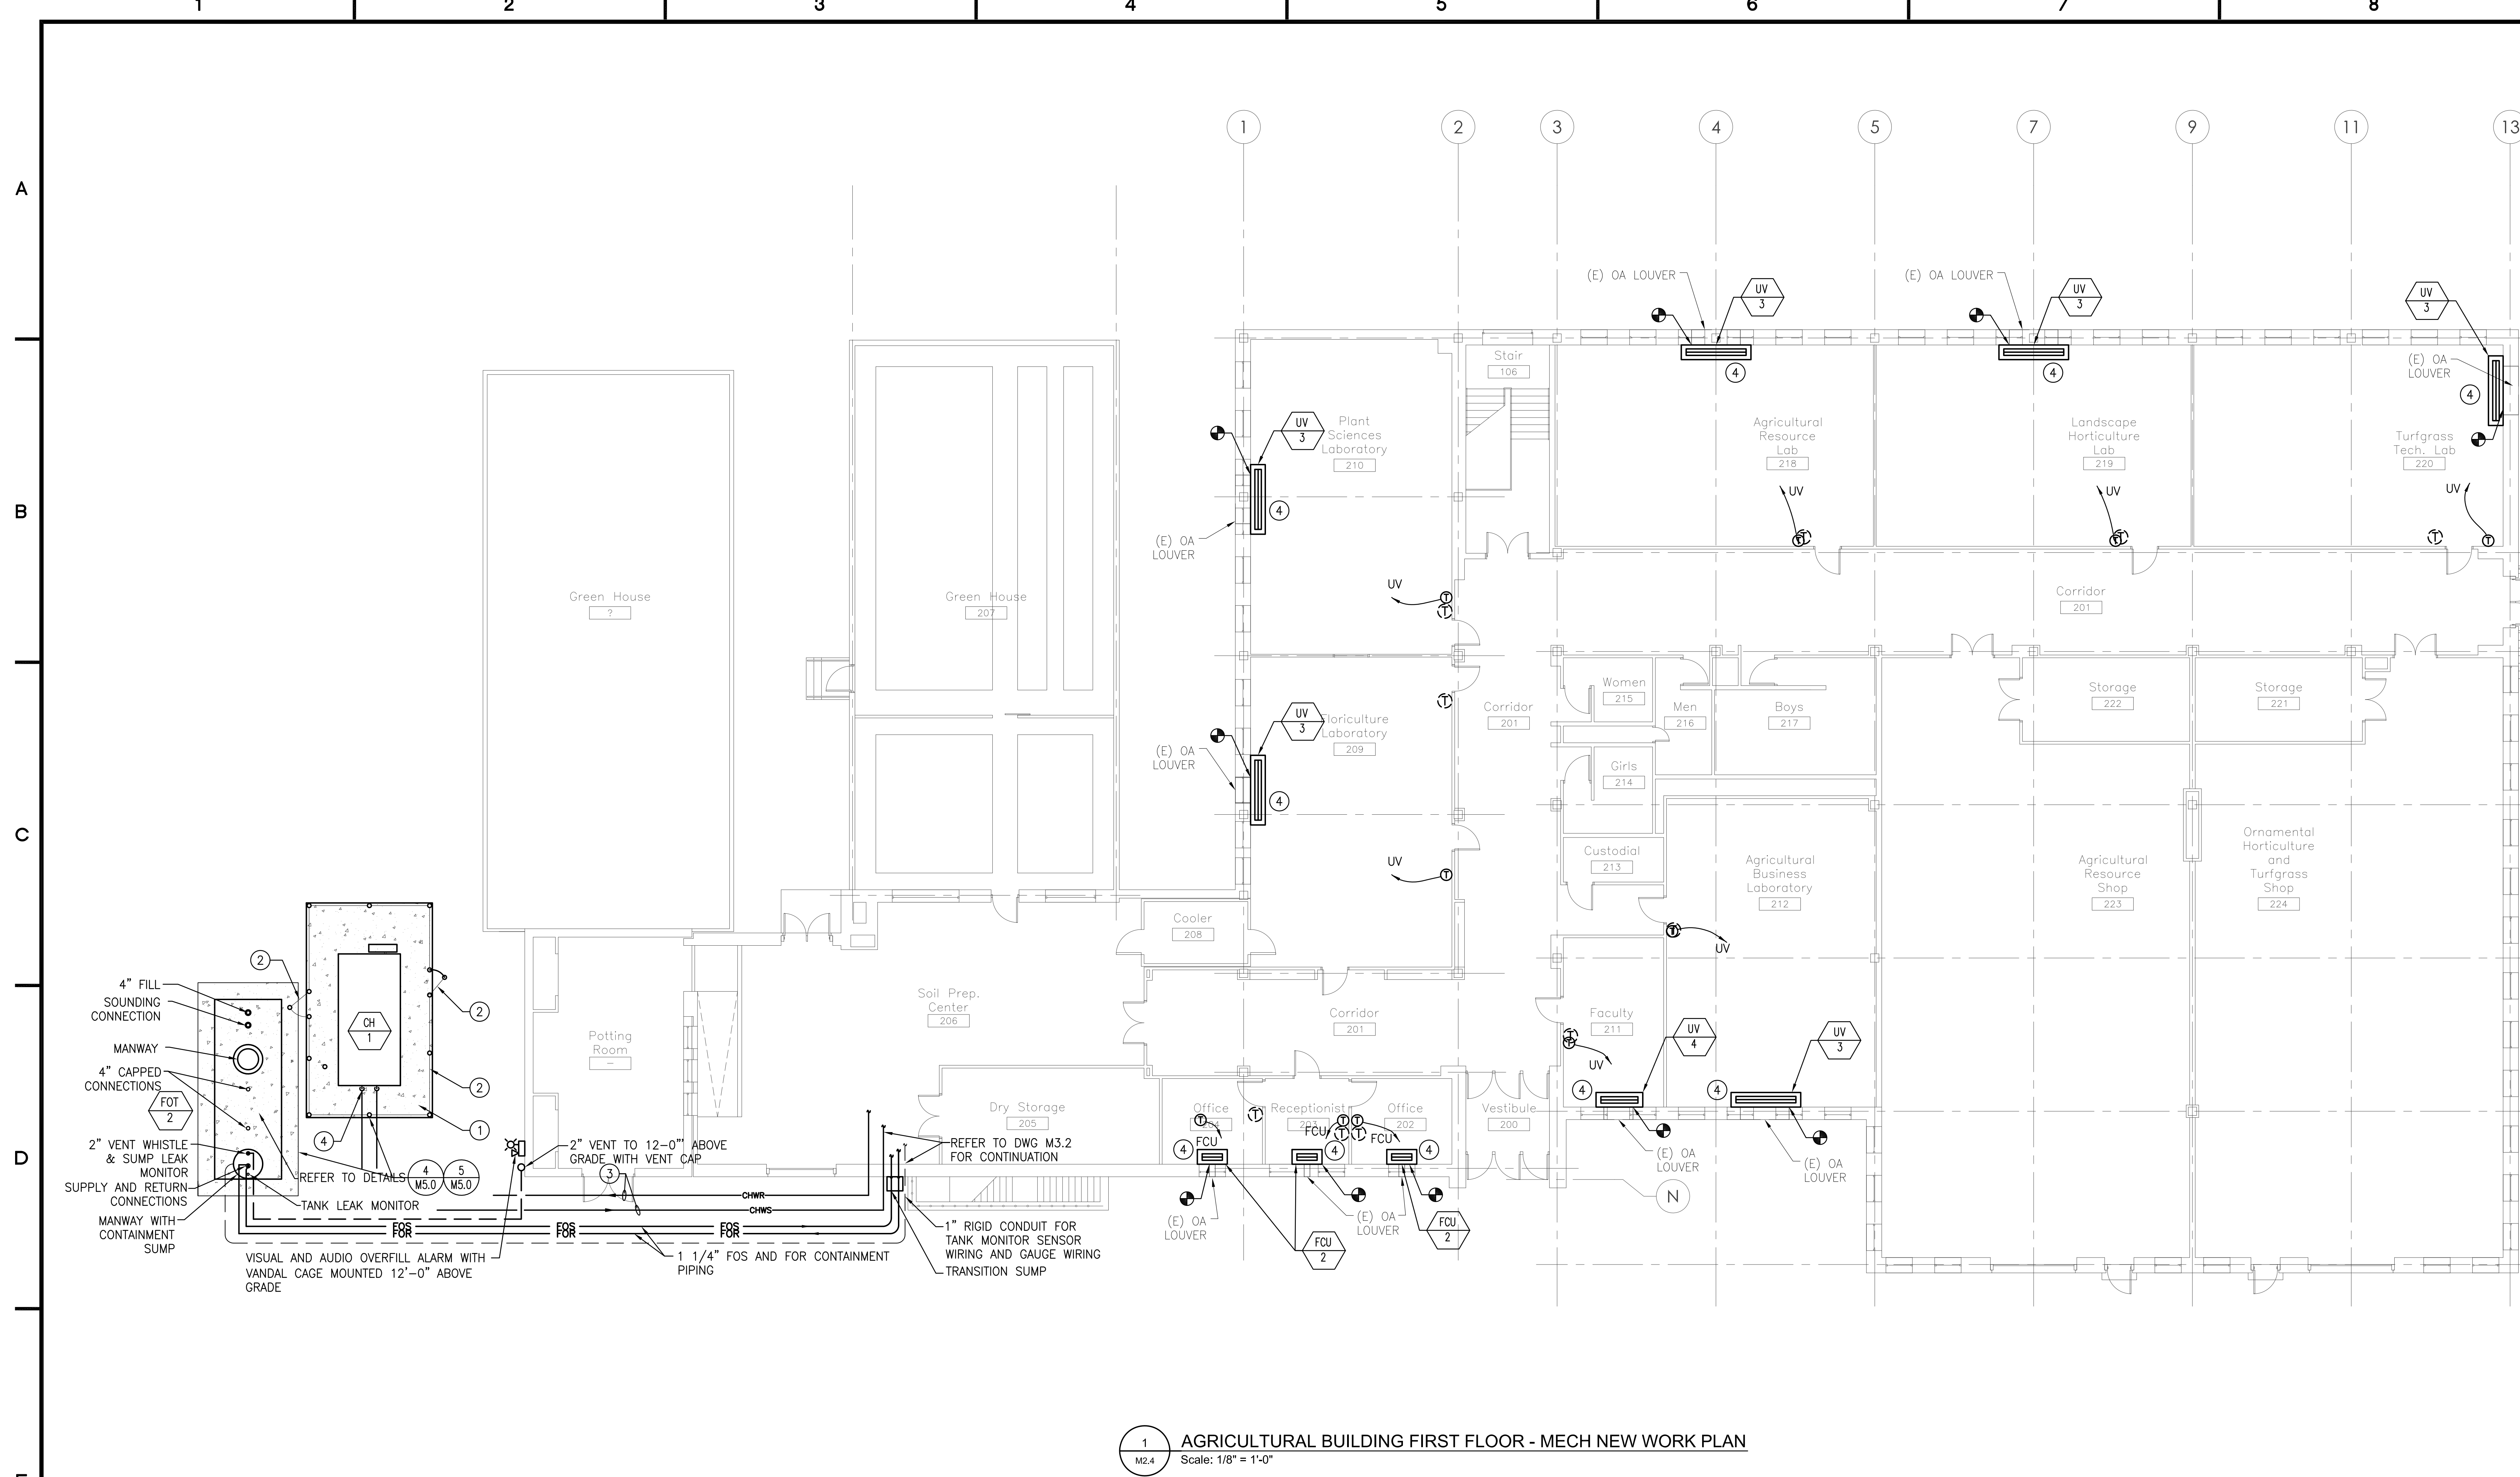 1
2
3
4
5
6
7
8
A
B
C
D
1
2
3
4
5
7
9
11
13
(E) OA LOUVER
UV
3
(E) OA LOUVER
UV
3
UV
3
(E) OA
LOUVER
4
4
4
Stair
106
UV
3
Plant
Sciences
Laboratory
210
4
(E) OA
LOUVER
Agricultural
Resource
Lab
218
Landscape
Horticulture
Lab
219
Turfgrass
Tech. Lab
220
UV
T
T
UV
T
T
UV
T
T
Green House
?
Green House
207
UV
T
T
Corridor
201
UV
3
Floriculture
Laboratory
209
(E) OA
LOUVER
4
T
Corridor
201
Women
215
Men
216
Boys
217
Girls
214
Storage
222
Storage
221
UV
T
Custodial
213
Agricultural
Business
Laboratory
212
Agricultural
Resource
Shop
223
Ornamental
Horticulture
and
Turfgrass
Shop
224
Cooler
208
T
UV
2
4" FILL
SOUNDING
CONNECTION
MANWAY
4" CAPPED
CONNECTIONS
FOT
2
2" VENT WHISTLE
& SUMP LEAK
MONITOR
SUPPLY AND RETURN
CONNECTIONS
MANWAY WITH
CONTAINMENT
SUMP
CH
1
2
2
1
4
REFER TO DETAILS
4
M5.0
5
M5.0
TANK LEAK MONITOR
Potting
Room
-
Soil Prep.
Center
206
Corridor
201
Faculty
211
T
T
UV
UV
4
UV
3
4
4
2" VENT TO 12-0"' ABOVE
GRADE WITH VENT CAP
3
Dry Storage
205
REFER TO DWG M3.2
FOR CONTINUATION
Office
204
Receptionist
203
Office
202
Vestibule
200
T
T
T
T
T
T
FCU
FCU
FCU
4
4
4
(E) OA
LOUVER
(E) OA
LOUVER
(E) OA
LOUVER
(E) OA
LOUVER
N
CHWR
CHWS
FOS
FOR
FOS
FOR
FOS
FOR
FCU
2
FCU
2
1" RIGID CONDUIT FOR
TANK MONITOR SENSOR
WIRING AND GAUGE WIRING
TRANSITION SUMP
1 1/4" FOS AND FOR CONTAINMENT
PIPING
VISUAL AND AUDIO OVERFILL ALARM WITH
VANDAL CAGE MOUNTED 12'-0" ABOVE
GRADE
1
M2.4
AGRICULTURAL BUILDING FIRST FLOOR - MECH NEW WORK PLAN
Scale: 1/8" = 1'-0"